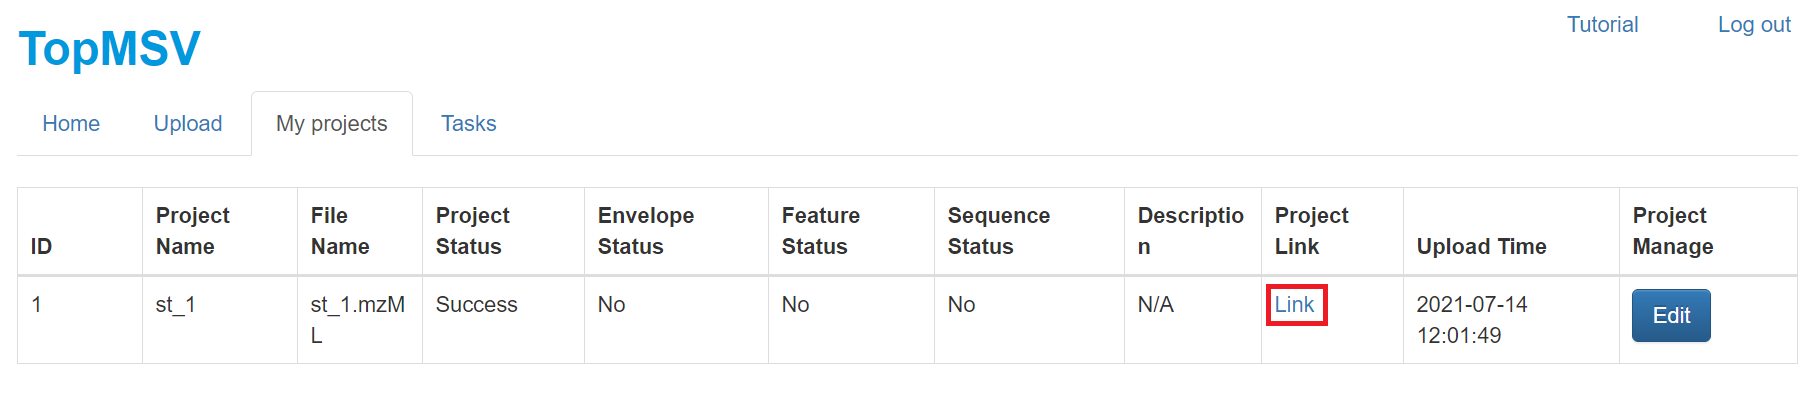 Tutorial Log out
TopMSV
Home Upload My projects Tasks
ID Project Name File Name Project Status Envelope Status Feature Status Sequence Status Descriptio n Project Link Upload Time Project Manage
1 st_1 st_1.mzM L Success No No No N/A Link 2021-07-14 12:01:49 Edit